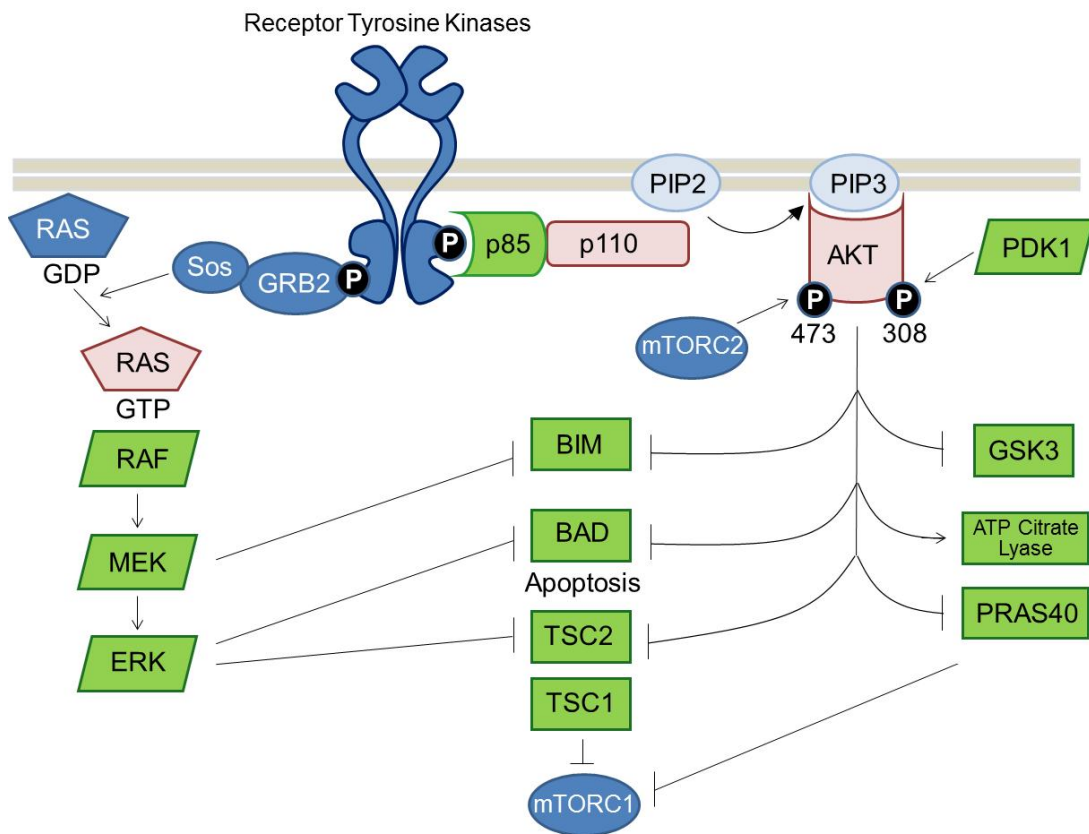 Receptor Tyrosine Kinases
PIP2
PIP3
RAS
GDP
Sos
GRB2
P
P
p85
p110
AKT
PDK1
P
P
473
308
mTORC2
RAS
GTP
RAF
MEK
ERK
BIM
BAD
Apoptosis
TSC2
TSC1
mTORC1
GSK3
ATP Citrate
Lyase
PRAS40